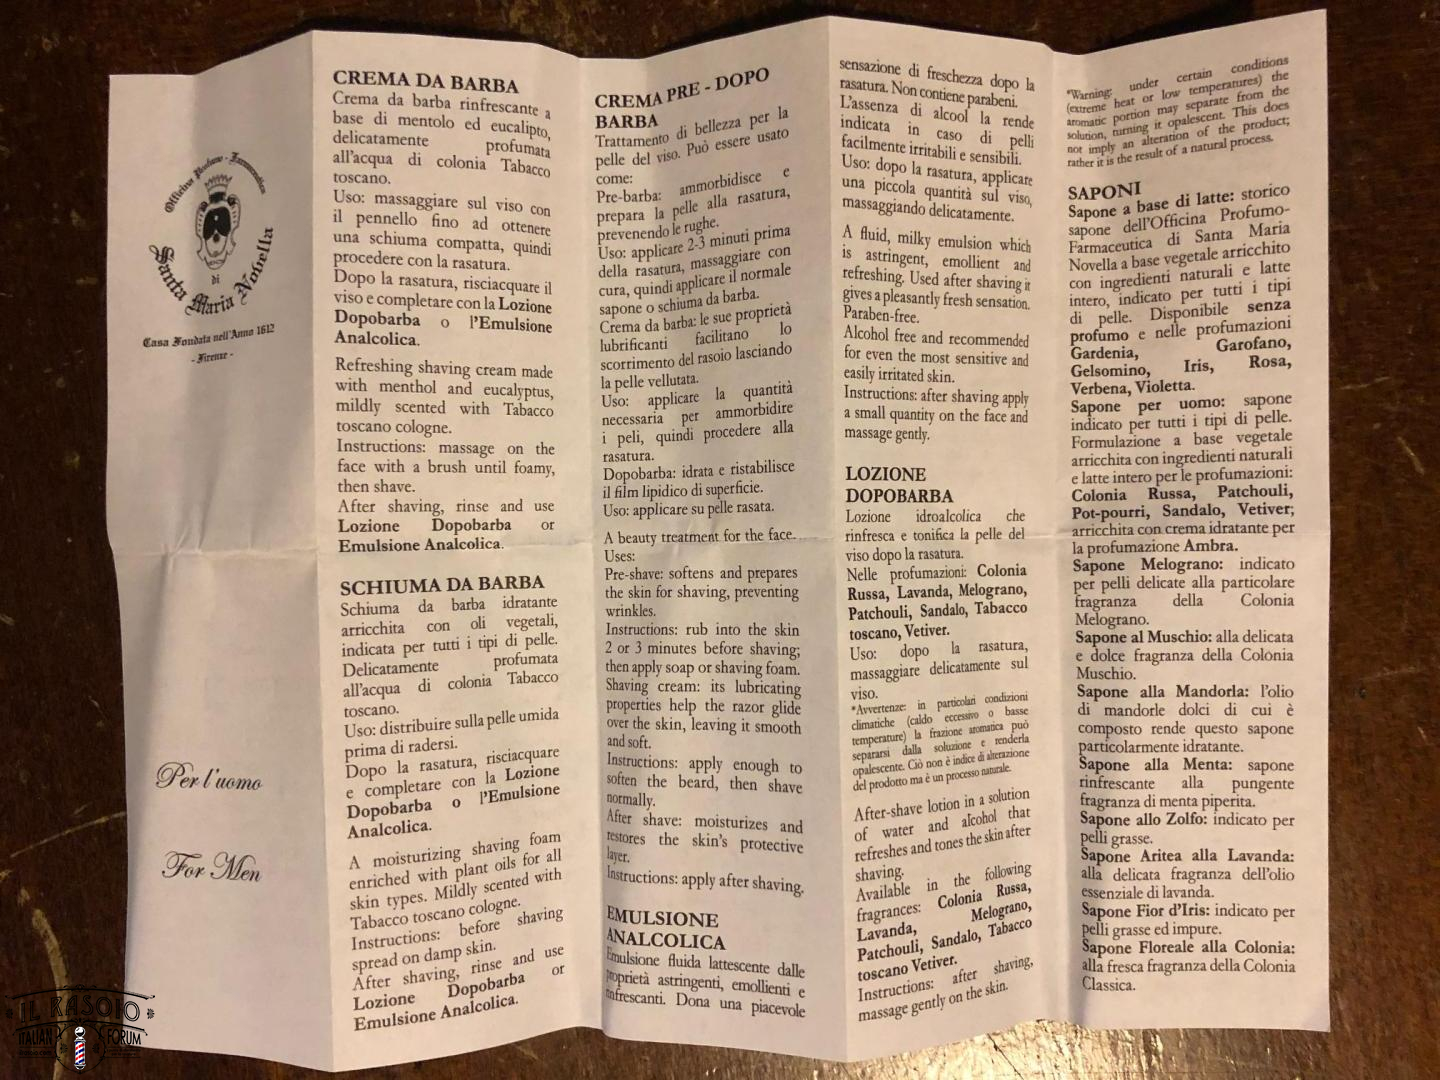 Officina Profumo - Farmaceutica
di
Santa Maria Novella
Casa Fondata nell'Anno 1612
- Firenze -
Per l'uomo
For Men
CREMA DA BARBA
Crema da barba rinfrescante a
base di mentolo ed eucalipto,
delicatamente profumata
all'acqua di colonia Tabacco
toscano.
Uso: massaggiare sul viso con
il pennello fino ad ottenere
una schiuma compatta, quindi
procedere con la rasatura.
Dopo la rasatura, risciacquare il
viso e completare con la Lozione
Dopobarba o l'Emulsione
Analcolica.
Refreshing shaving cream made
with menthol and eucalyptus,
mildly scented with Tabacco
toscano cologne.
Instructions: massage on the
face with a brush until foamy,
then shave.
After shaving, rinse and use
Lozione Dopobarba or
Emulsione Analcolica.
SCHIUMA DA BARBA
Schiuma da barba idratante
arricchita con oli vegetali,
indicata per tutti i tipi di pelle.
Delicatamente profumata
all'acqua di colonia Tabacco
toscano.
Uso: distribuire sulla pelle umida
prima di radersi.
Dopo la rasatura, risciacquare
e completare con la Lozione
Dopobarba o l'Emulsione
Analcolica.
A moisturizing shaving foam
enriched with plant oils for all
skin types. Mildly scented with
Tabacco toscano cologne.
Instructions: before shaving
spread on damp skin.
After shaving, rinse and use
Lozione Dopobarba or
Emulsione Analcolica.
CREMA PRE - DOPO
BARBA
Trattamento di bellezza per la
pelle del viso. Può essere usato
come:
Pre-barba: ammorbidisce e
prepara la pelle alla rasatura,
prevenendo le rughe.
Uso: applicare 2-3 minuti prima
della rasatura, massaggiare con
cura, quindi applicare il normale
sapone o schiuma da barba.
Crema da barba: le sue proprietà
lubrificanti facilitano lo
scorrimento del rasoio lasciando
la pelle vellutata.
Uso: applicare la quantità
necessaria per ammorbidire
i peli, quindi procedere alla
rasatura.
Dopobarba: idrata e ristabilisce
il film lipidico di superficie.
Uso: applicare su pelle rasata.
A beauty treatment for the face.
Uses:
Pre-shave: softens and prepares
the skin for shaving, preventing
wrinkles.
Instructions: rub into the skin
2 or 3 minutes before shaving;
then apply soap or shaving foam.
Shaving cream: its lubricating
properties help the razor glide
over the skin, leaving it smooth
and soft.
Instructions: apply enough to
soften the beard, then shave
normally.
After shave: moisturizes and
restores the skin's protective
layer.
Instructions: apply after shaving.
EMULSIONE
ANALCOLICA
Emulsione fluida lattescente dalle
proprietà astringenti, emollienti e
rinfrescanti. Dona una piacevole
sensazione di freschezza dopo la
rasatura. Non contiene parabeni.
L'assenza di alcool la rende
indicata in caso di pelli
facilmente irritabili e sensibili.
Uso: dopo la rasatura, applicare
una piccola quantità sul viso,
massaggiando delicatamente.
A fluid, milky emulsion which
is astringent, emollient and
refreshing. Used after shaving it
gives a pleasantly fresh sensation.
Paraben-free.
Alcohol free and recommended
for even the most sensitive and
easily irritated skin.
Instructions: after shaving apply
a small quantity on the face and
massage gently.
LOZIONE
DOPOBARBA
Lozione idroalcolica che
rinfresca e tonifica la pelle del
viso dopo la rasatura.
Nelle profumazioni: Colonia
Russa, Lavanda, Melograno,
Patchouli, Sandalo, Tabacco
toscano, Vetiver.
Uso: dopo la rasatura,
massaggiare delicatamente sul
viso.
*Avvertenze: in particolari condizioni
climatiche (caldo eccessivo o basse
temperature) la frazione aromatica può
separarsi dalla soluzione e renderla
opalescente. Ciò non è indice di alterazione
del prodotto ma è un processo naturale.
After-shave lotion in a solution
of water and alcohol that
refreshes and tones the skin after
shaving.
Available in the following
fragrances: Colonia Russa,
Lavanda, Melograno,
Patchouli, Sandalo, Tabacco
toscano Vetiver.
Instructions: after shaving,
massage gently on the skin.
*Warning: under certain conditions
(extreme heat or low temperatures) the
aromatic portion may separate from the
solution, turning it opalescent. This does
not imply an alteration of the product;
rather it is the result of a natural process.
SAPONI
Sapone a base di latte: storico
sapone dell'Officina Profumo-
Farmaceutica di Santa Maria
Novella a base vegetale arricchito
con ingredienti naturali e latte
intero, indicato per tutti i tipi
di pelle. Disponibile senza
profumo e nelle profumazioni
Gardenia, Garofano,
Gelsomino, Iris, Rosa,
Verbena, Violetta.
Sapone per uomo: sapone
indicato per tutti i tipi di pelle.
Formulazione a base vegetale
arricchita con ingredienti naturali
e latte intero per le profumazioni:
Colonia Russa, Patchouli,
Pot-pourri, Sandalo, Vetiver;
arricchita con crema idratante per
la profumazione Ambra.
Sapone Melograno: indicato
per pelli delicate alla particolare
fragranza della Colonia
Melograno.
Sapone al Muschio: alla delicata
e dolce fragranza della Colonia
Muschio.
Sapone alla Mandorla: l'olio
di mandorle dolci di cui è
composto rende questo sapone
particolarmente idratante.
Sapone alla Menta: sapone
rinfrescante alla pungente
fragranza di menta piperita.
Sapone allo Zolfo: indicato per
pelli grasse.
Sapone Aritea alla Lavanda:
alla delicata fragranza dell'olio
essenziale di lavanda.
Sapone Fior d'Iris: indicato per
pelli grasse ed impure.
Sapone Floreale alla Colonia:
alla fresca fragranza della Colonia
Classica.
IL RASOIO
ITALIAN FORUM